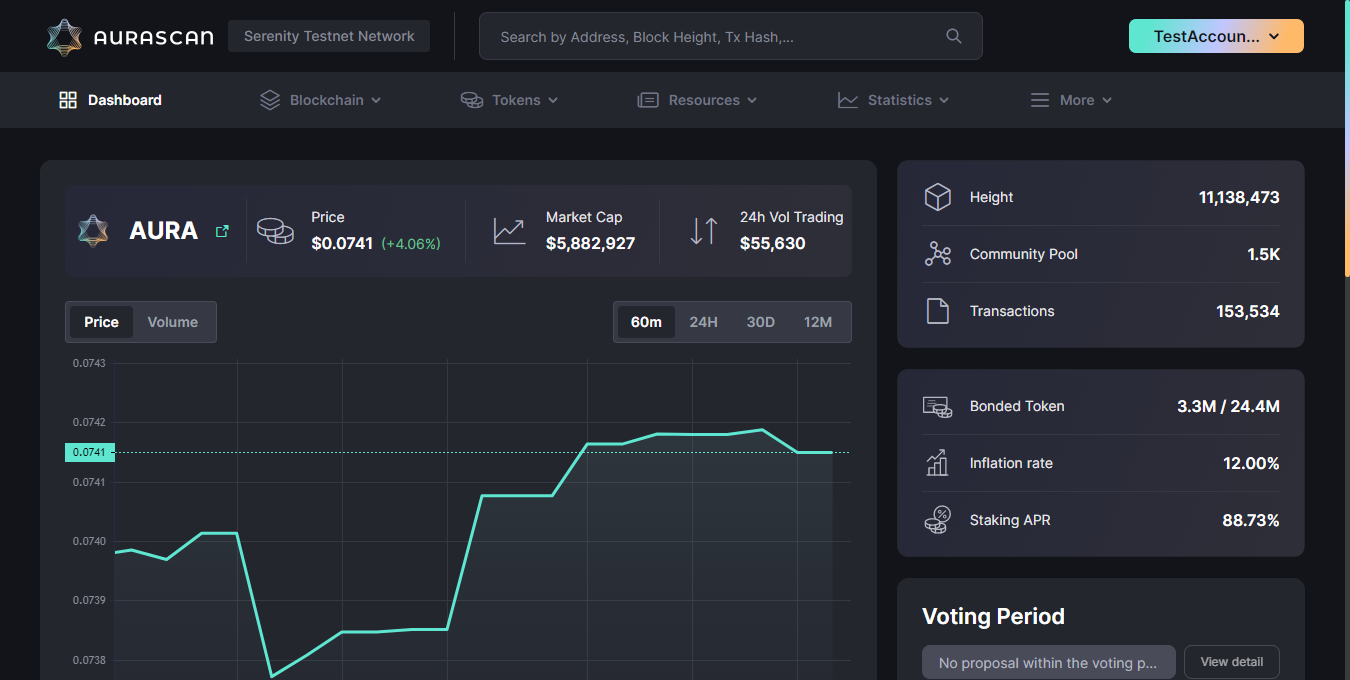 AURASCAN
Serenity Testnet Network
Search by Address, Block Height, Tx Hash,...
TestAccoun...
Dashboard
Blockchain
Tokens
Resources
Statistics
More
AURA
Price
$0.0741 (+4.06%)
Market Cap
$5,882,927
24h Vol Trading
$55,630
Price
Volume
60m
24H
30D
12M
0.0743
0.0742
0.0741
0.0741
0.0740
0.0739
0.0738
Height
11,138,473
Community Pool
1.5K
Transactions
153,534
Bonded Token
3.3M / 24.4M
Inflation rate
12.00%
Staking APR
88.73%
Voting Period
No proposal within the voting p...
View detail